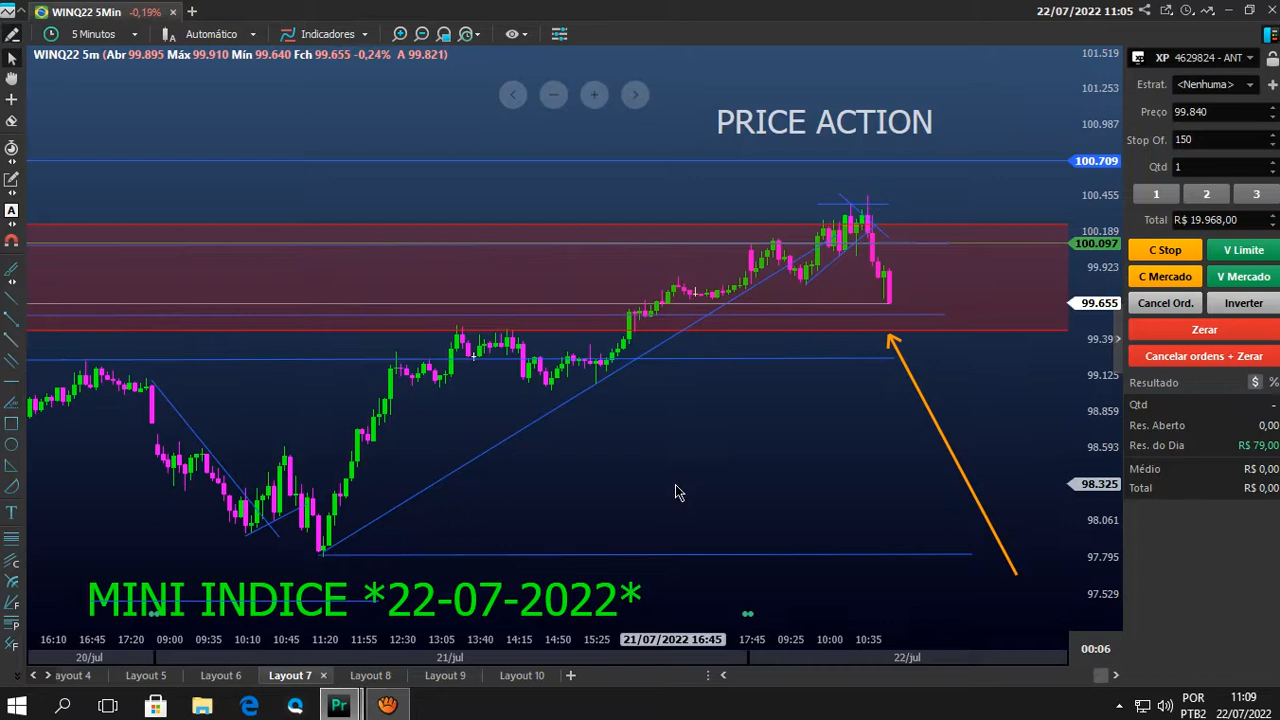 WINQ22 5Min -0,19% × +
22/07/2022 11:05
5 Minutos
Automático
Indicadores
WINQ22 5m (Abr 99.895 Máx 99.910 Mín 99.640 Fch 99.655 -0,24% A 99.821)
PRICE ACTION
MINI INDICE *22-07-2022*
101.519
101.253
100.987
100.709
100.455
100.189
100.097
99.923
99.655
99.39
99.125
98.859
98.593
98.325
98.061
97.795
97.529
16:10 16:45 17:20 09:00 09:35 10:10 10:45 11:20 11:55 12:30 13:05 13:40 14:15 14:50 15:25 21/07/2022 16:45 17:45 09:25 10:00 10:35
00:06
20/jul 21/jul 22/jul
ayout 4 Layout 5 Layout 6 Layout 7 × Layout 8 Layout 9 Layout 10 +
XP 4629824 - ANT
Estrat. <Nenhuma>
Preço 99.840
Stop Of. 150
Qtd 1
1 2 3
Total R$ 19.968,00
C Stop V Limite
C Mercado V Mercado
Cancel Ord. Inverter
Zerar
Cancelar ordens + Zerar
Resultado $ %
Qtd -
Res. Aberto 0,00
Res. do Dia R$ 79,00
Médio R$ 0,00
Total R$ 0,00
Pr
POR
PTB2
11:09
22/07/2022